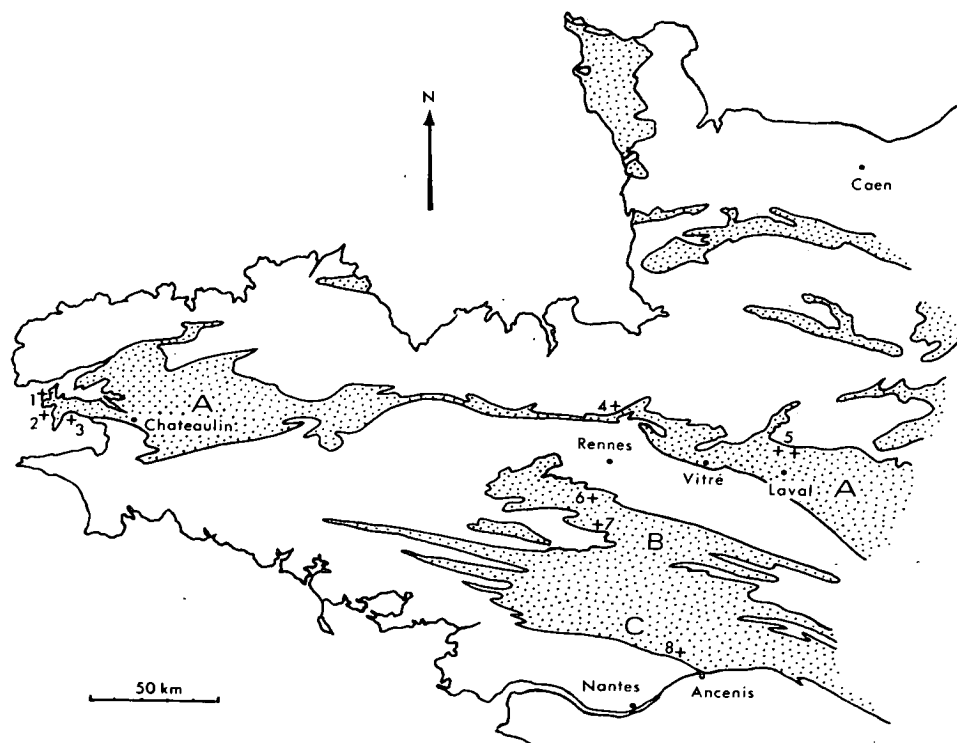 N
Caen
1+
2+
+3
A
Chateaulin
4+
Rennes
Vitré
5
+ +
Laval
A
6+
+7
B
C
8+
Nantes
Ancenis
50 km